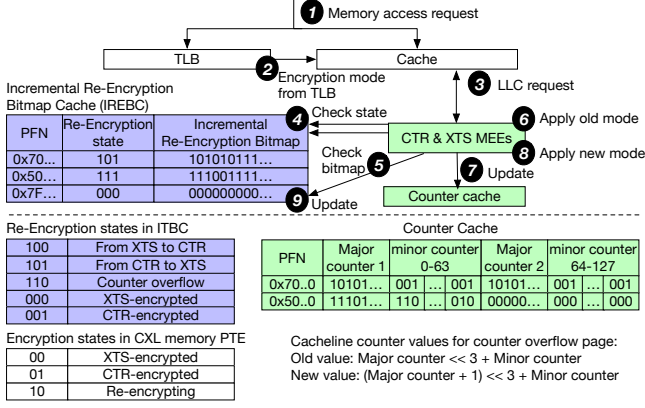 1 Memory access request
TLB
Cache
2 Encryption mode
from TLB
3 LLC request
Incremental Re-Encryption
Bitmap Cache (IREBC)
PFN Re-Encryption state Incremental Re-Encryption Bitmap
0x70... 101 101010111...
0x50... 111 111001111...
0x7F... 000 000000000...
4 Check state
CTR & XTS MEEs
6 Apply old mode
8 Apply new mode
Check
bitmap 5
7 Update
9 Update
Counter cache
Re-Encryption states in ITBC
100 From XTS to CTR
101 From CTR to XTS
110 Counter overflow
000 XTS-encrypted
001 CTR-encrypted
Encryption states in CXL memory PTE
00 XTS-encrypted
01 CTR-encrypted
10 Re-encrypting
Counter Cache
PFN Major counter 1 minor counter 0-63 Major counter 2 minor counter 64-127
0x70..0 10101... 001 ... 001 10101... 001 ... 001
0x50..0 11101... 110 ... 010 00000... 000 ... 000
Cacheline counter values for counter overflow page:
Old value: Major counter << 3 + Minor counter
New value: (Major counter + 1) << 3 + Minor counter